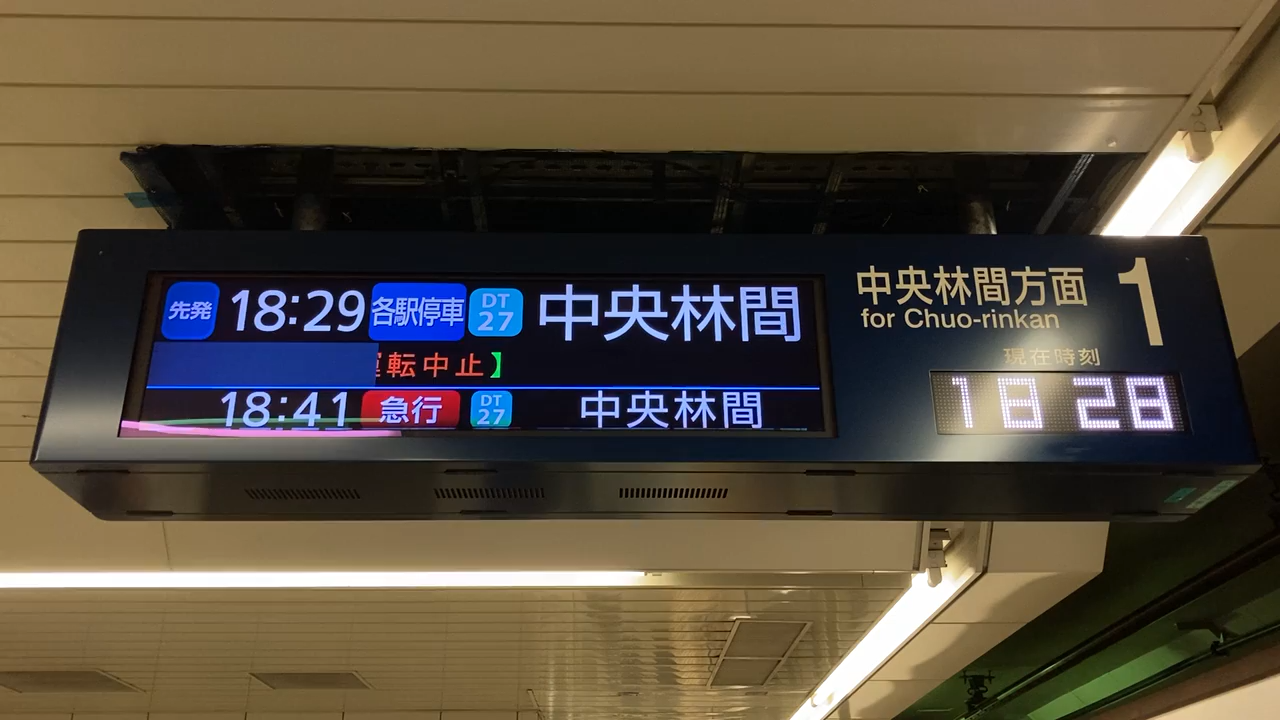 先発 18:29 各駅停車 DT 27 中央林間
運転中止】
18:41 急行 DT 27 中央林間
中央林間方面 1
for Chuo-rinkan
現在時刻
18 28